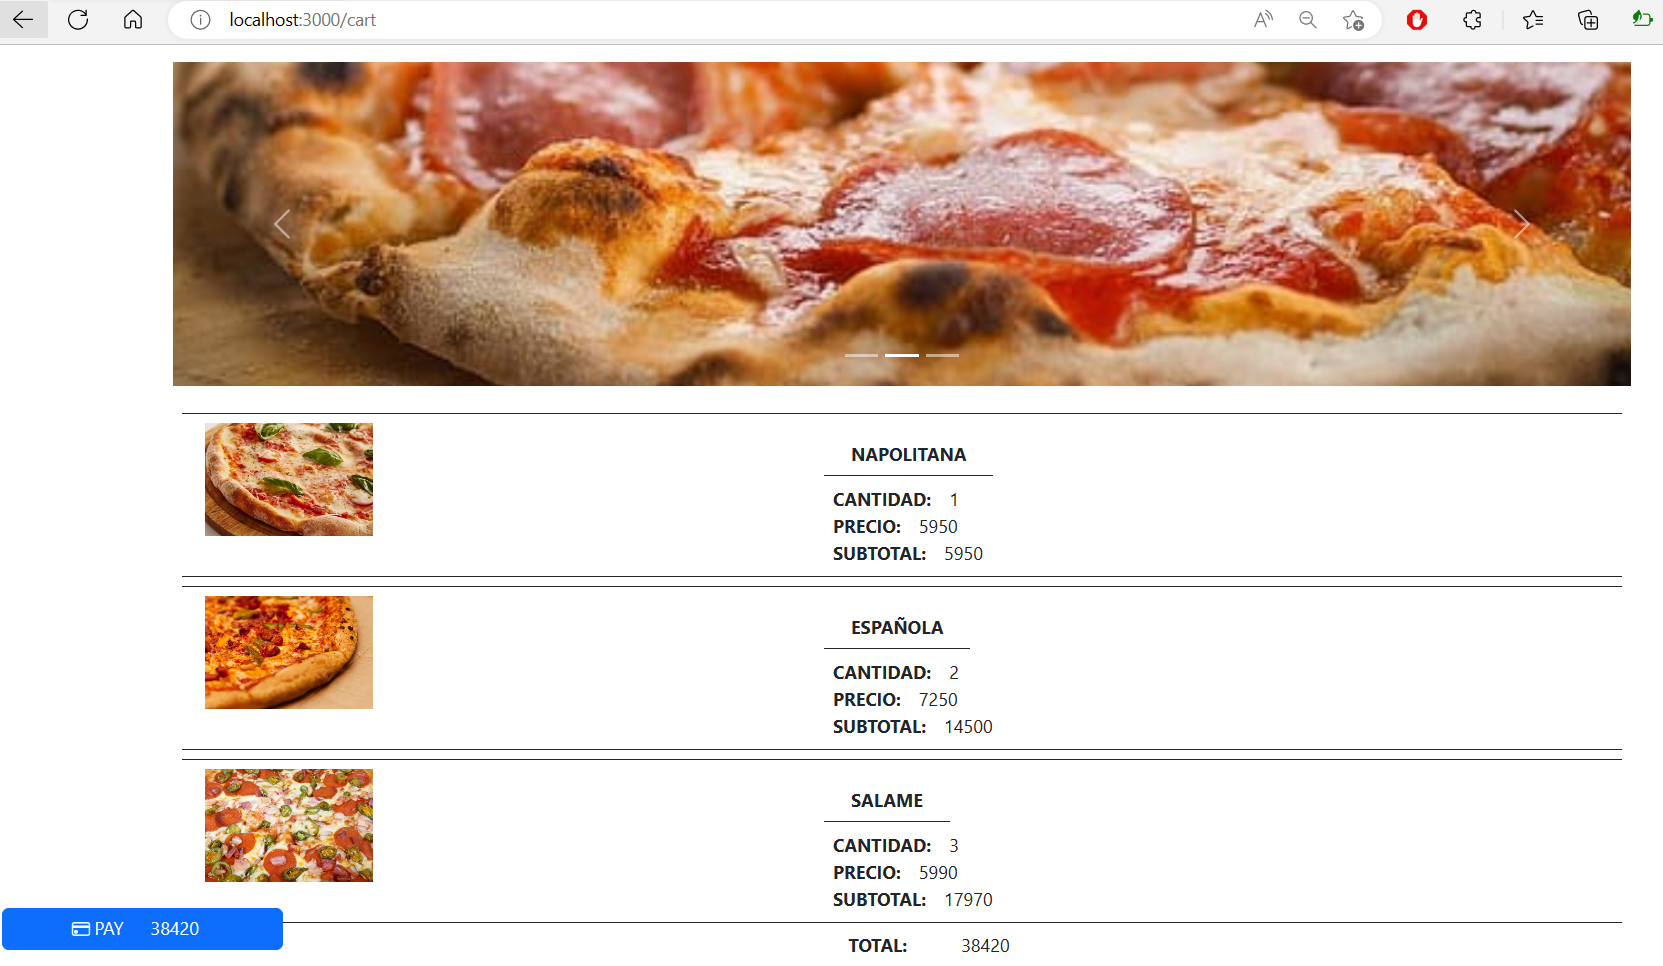 localhost:3000/cart
NAPOLITANA
CANTIDAD: 1
PRECIO: 5950
SUBTOTAL: 5950
ESPAÑOLA
CANTIDAD: 2
PRECIO: 7250
SUBTOTAL: 14500
SALAME
CANTIDAD: 3
PRECIO: 5990
SUBTOTAL: 17970
PAY 38420
TOTAL: 38420